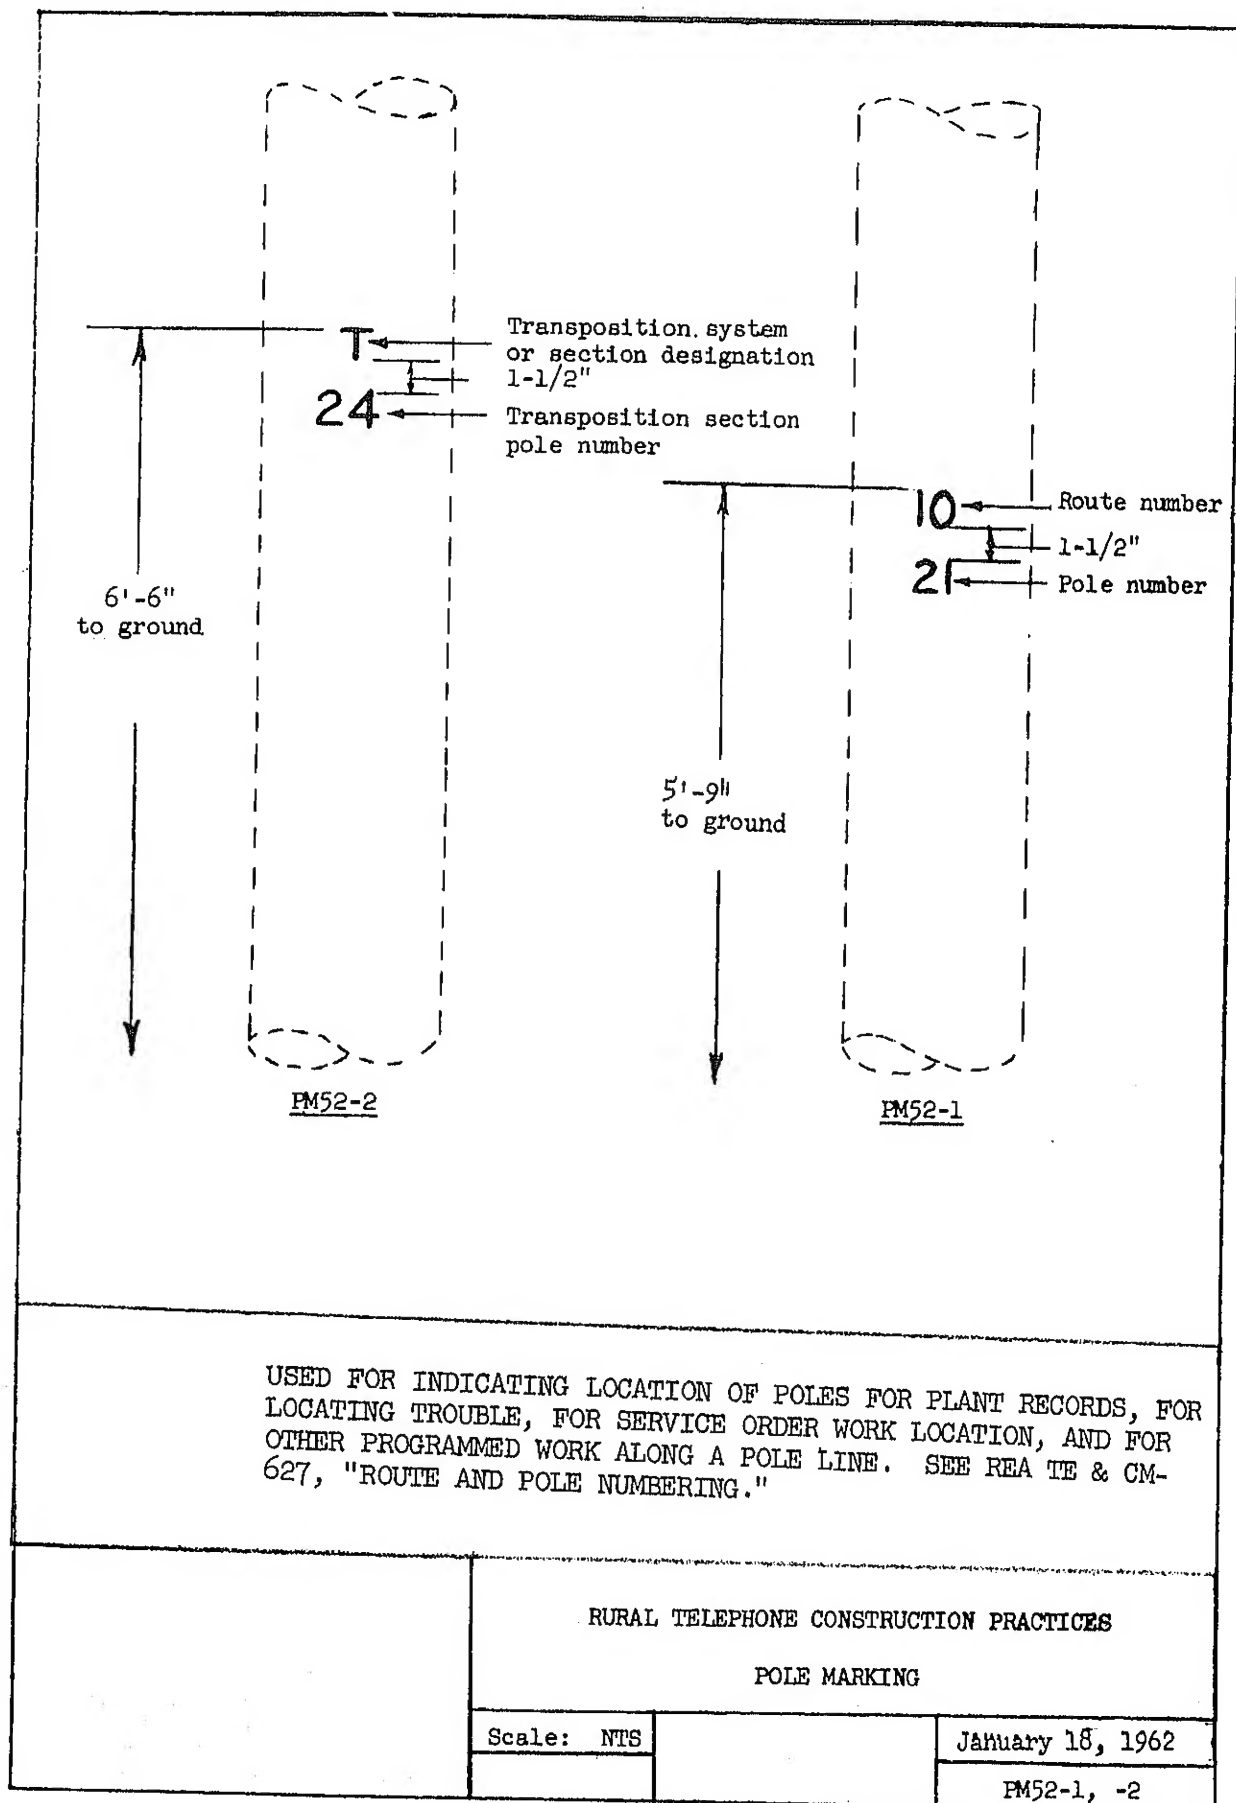 T
Transposition system
or section designation
1-1/2"
24
Transposition section
pole number
6'-6"
to ground
10
Route number
1-1/2"
21
Pole number
5'-9"
to ground
PM52-2
PM52-1
USED FOR INDICATING LOCATION OF POLES FOR PLANT RECORDS, FOR
LOCATING TROUBLE, FOR SERVICE ORDER WORK LOCATION, AND FOR
OTHER PROGRAMMED WORK ALONG A POLE LINE. SEE REA TE & CM-
627, "ROUTE AND POLE NUMBERING."
RURAL TELEPHONE CONSTRUCTION PRACTICES
POLE MARKING
Scale: NTS
January 18, 1962
PM52-1, -2